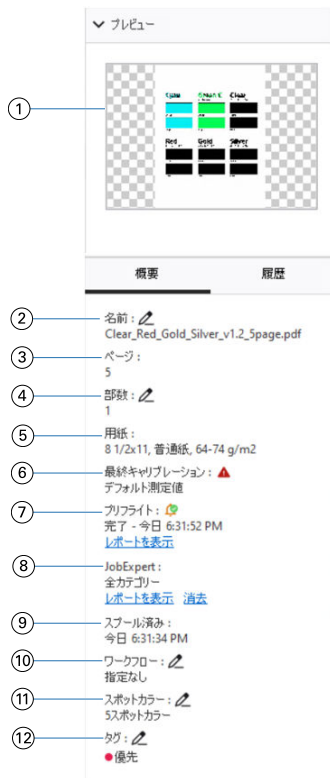 プレビュー
①
Clear
Clear
Red
Gold
Silver
概要 履歴
② 名前：
Clear_Red_Gold_Silver_v1.2_5page.pdf
③ ページ：
5
④ 部数：
1
⑤ 用紙：
8 1/2x11, 普通紙, 64-74 g/m2
⑥ 最終キャリブレーション：
デフォルト測定値
⑦ プリフライト：
完了 - 今日 6:31:52 PM
レポートを表示
⑧ JobExpert：
全カテゴリー
レポートを表示 消去
⑨ スプール済み：
今日 6:31:34 PM
⑩ ワークフロー：
指定なし
⑪ スポットカラー：
5スポットカラー
⑫ タグ：
優先